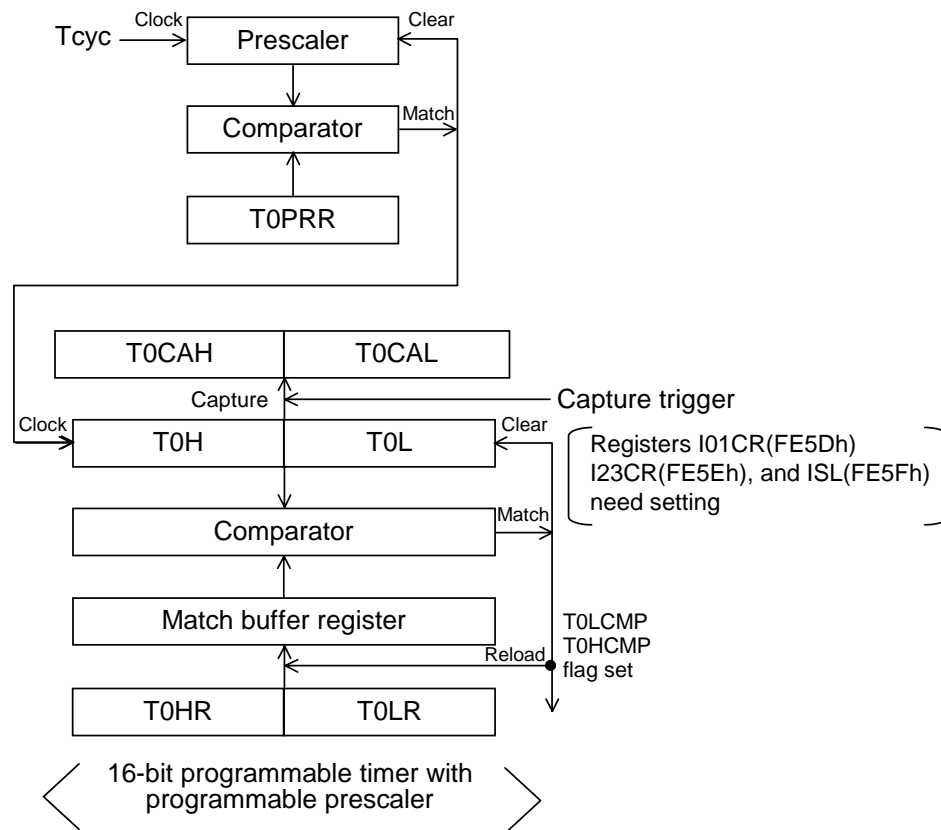 Clock
Clear
Tcyc
Prescaler
Match
Comparator
T0PRR
T0CAH
T0CAL
Capture
Capture trigger
Clock
Clear
T0H
T0L
Registers I01CR(FE5Dh)
I23CR(FE5Eh), and ISL(FE5Fh)
need setting
Match
Comparator
Match buffer register
T0LCMP
T0HCMP
flag set
Reload
T0HR
T0LR
16-bit programmable timer with
programmable prescaler